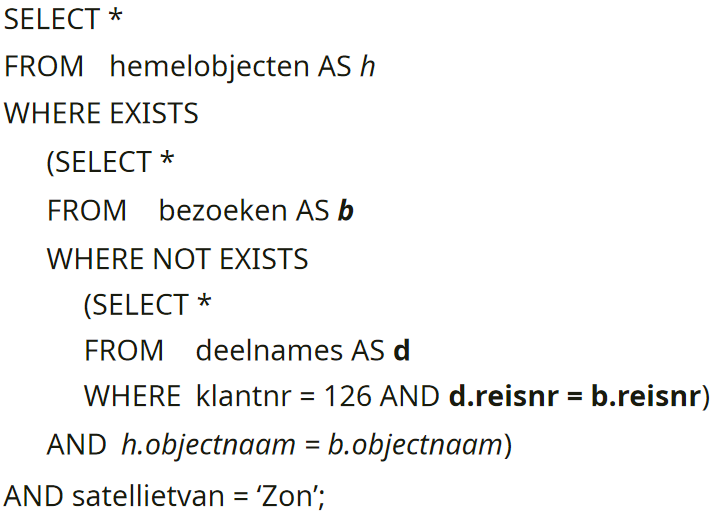 SELECT *
FROM hemelobjecten AS h
WHERE EXISTS
(SELECT *
FROM bezoeken AS b
WHERE NOT EXISTS
(SELECT *
FROM deelnames AS d
WHERE klantnr = 126 AND d.reisnr = b.reisnr)
AND h.objectnaam = b.objectnaam)
AND satellietvan = ‘Zon’;